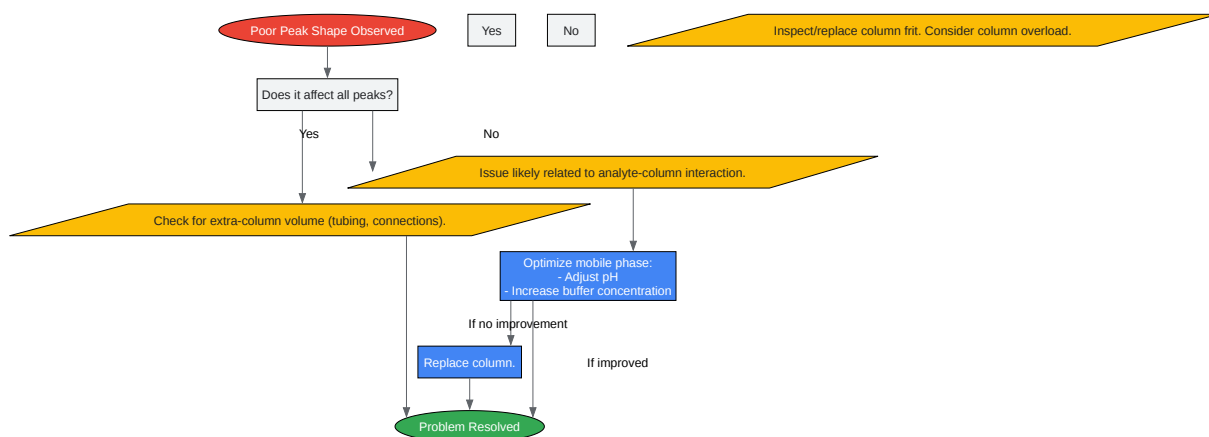 Poor Peak Shape Observed
Yes
No
Inspect/replace column frit. Consider column overload.
Does it affect all peaks?
Yes
No
Issue likely related to analyte-column interaction.
Check for extra-column volume (tubing, connections).
Optimize mobile phase:
- Adjust pH
- Increase buffer concentration
If no improvement
Replace column.
If improved
Problem Resolved